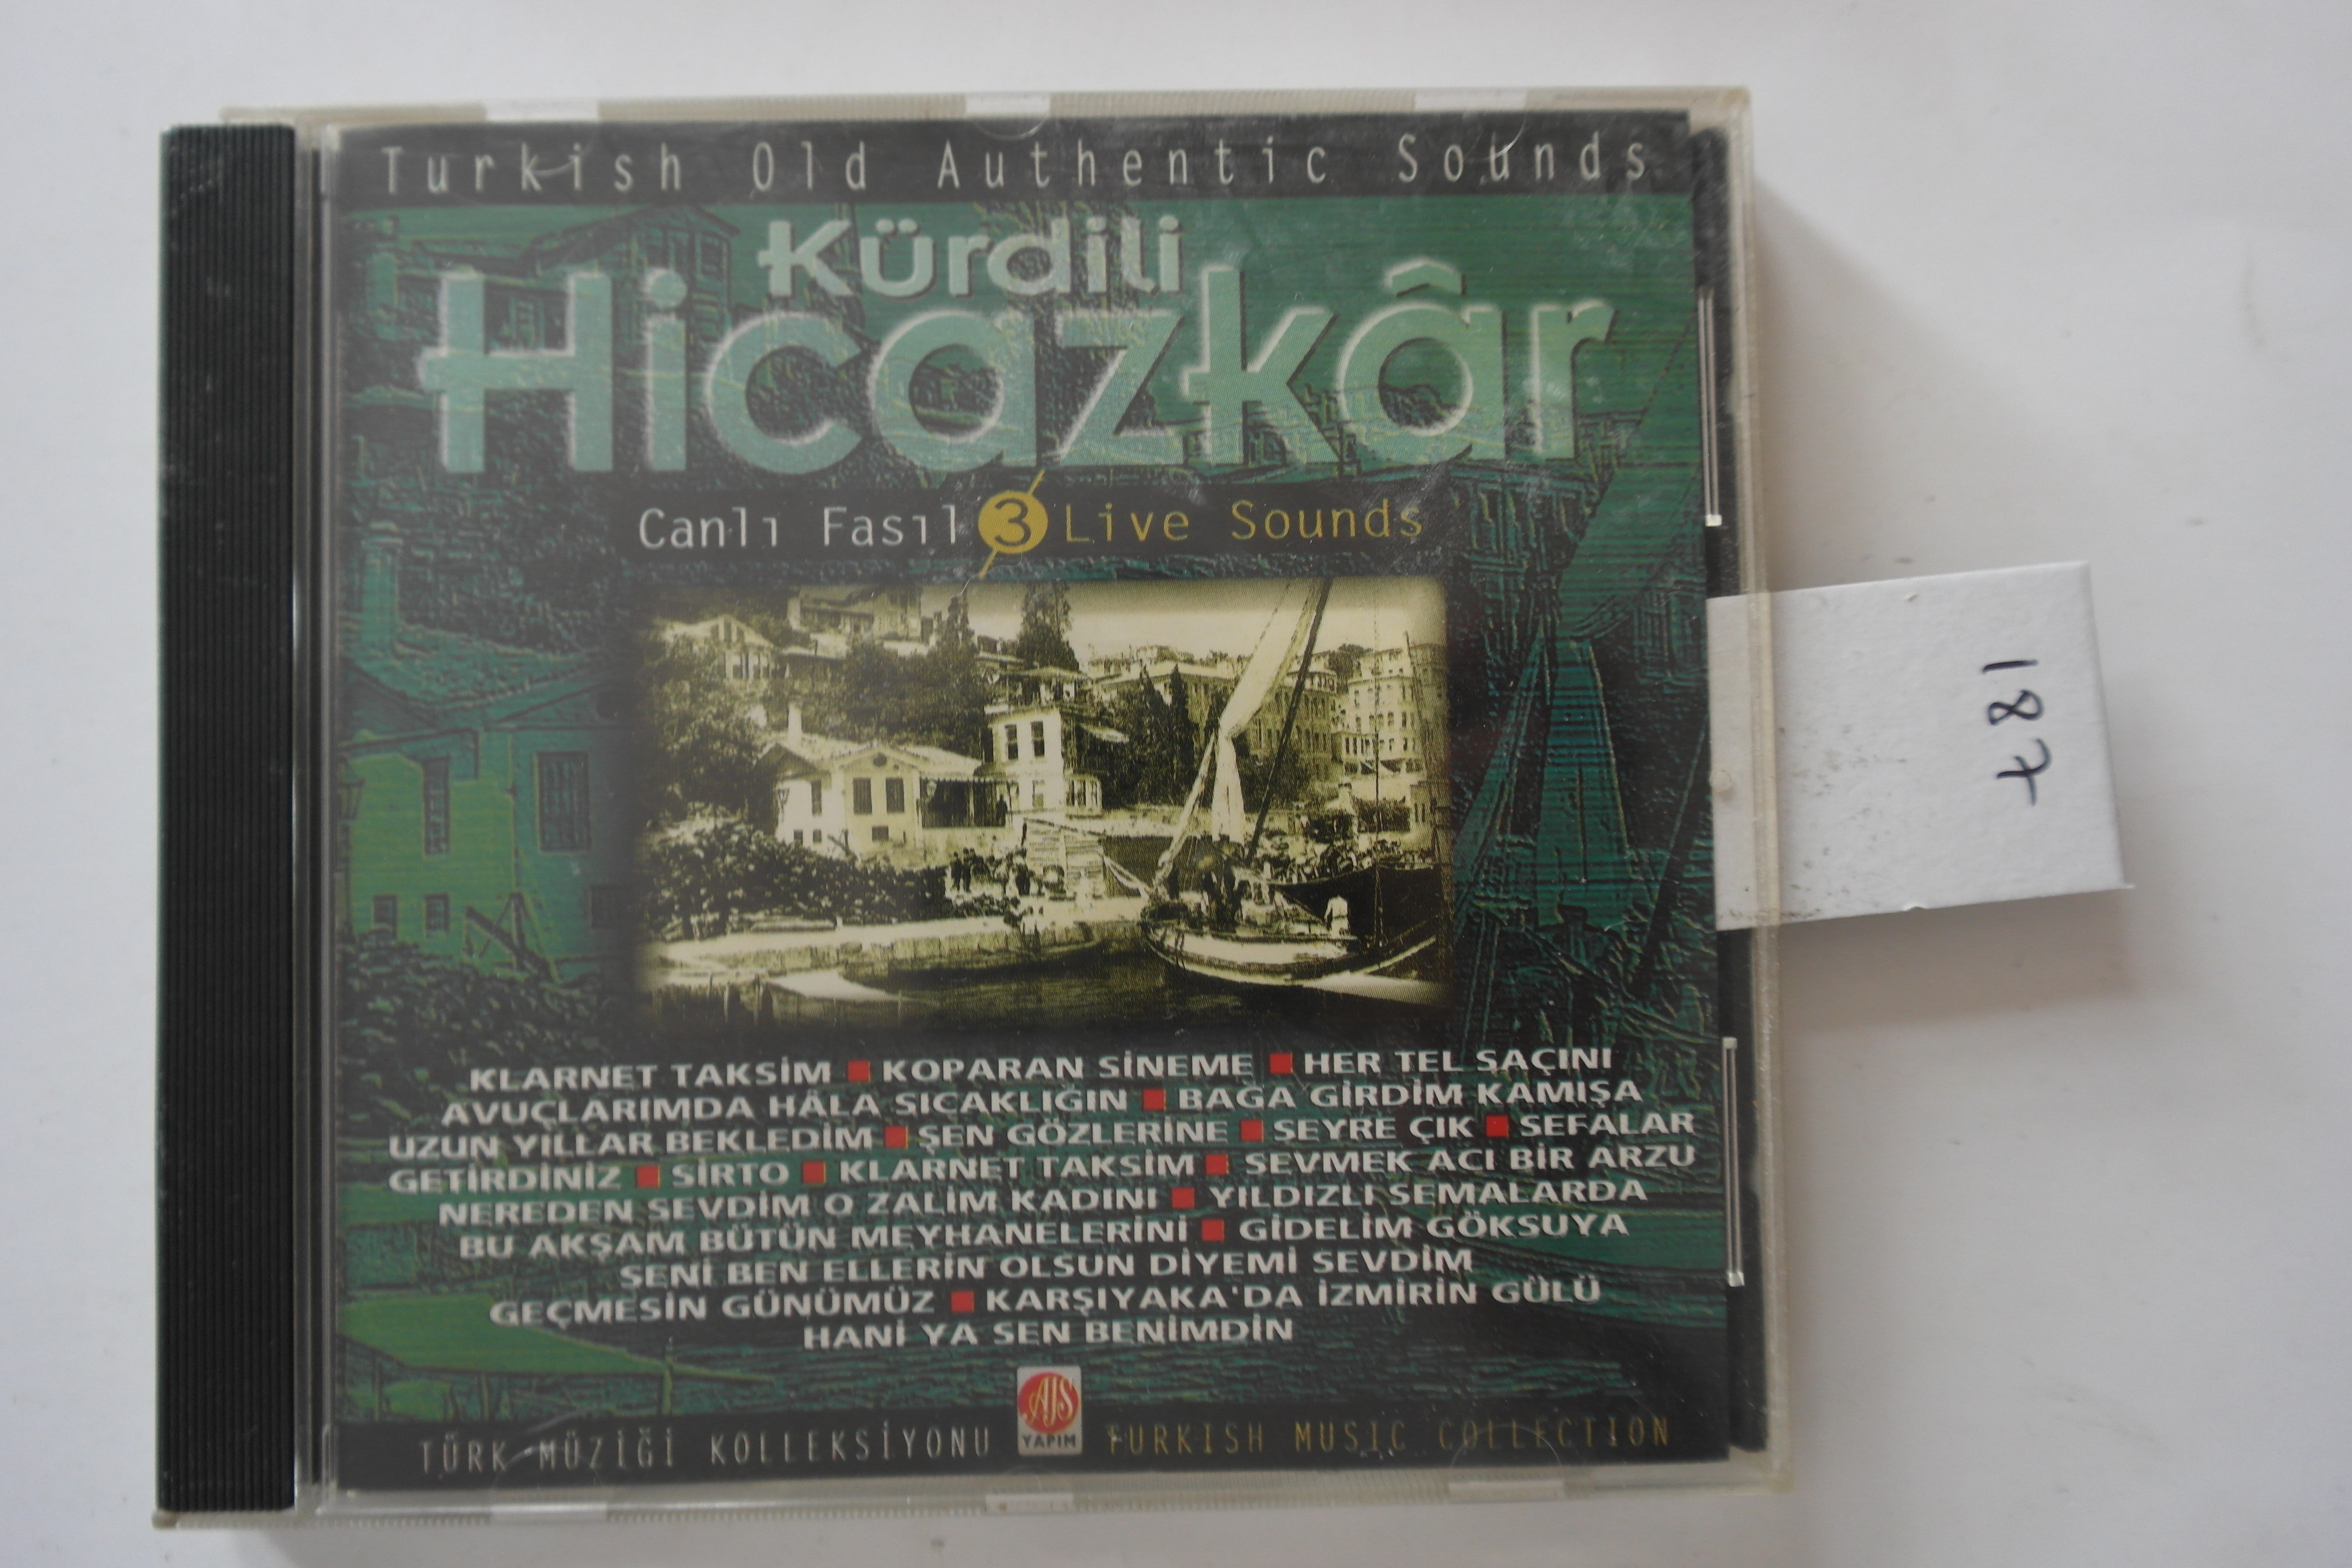 Turkish Old Authentic Sounds
Kürdili
Hicazkâr
Canlı Fasıl 3 Live Sounds
KLARNET TAKSİM ■ KOPARAN SİNEME ■ HER TEL SAÇINI
AVUÇLARIMDA HÂLA SICAKLIĞIN ■ BAĞA GİRDİM KAMIŞA
UZUN YILLAR BEKLEDİM ■ ŞEN GÖZLERİNE ■ SEYRE ÇIK ■ SEFALAR
GETİRDİNİZ ■ SİRTO ■ KLARNET TAKSİM ■ SEVMEK ACI BİR ARZU
NEREDEN SEVDİM O ZALİM KADINI ■ YILDIZLI SEMALARDA
BU AKŞAM BÜTÜN MEYHANELERİNİ ■ GİDELİM GÖKSUYA
SENİ BEN ELLERİN OLSUN DİYEMİ SEVDİM
GEÇMESİN GÜNÜMÜZ ■ KARŞIYAKA'DA İZMİRİN GÜLÜ
HANİ YA SEN BENİMDİN
AJS
YAPIM
TÜRK MÜZİĞİ KOLLEKSİYONU TURKISH MUSIC COLLECTION
187